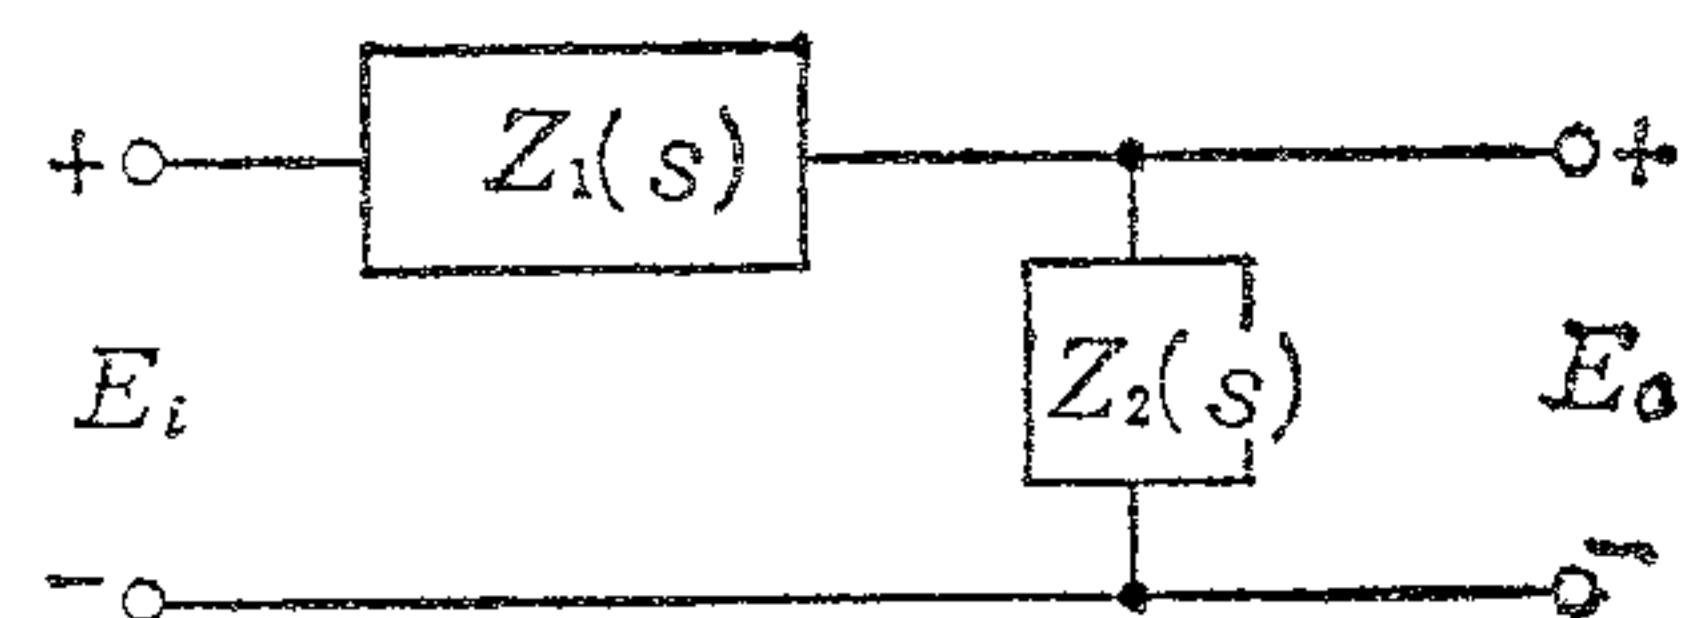 + Z₁(s) +
Eᵢ Z₂(s) Eₒ
− −